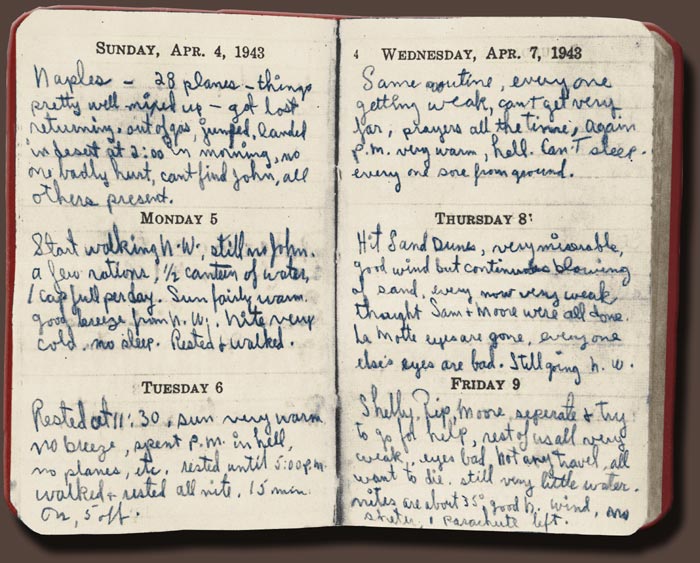 SUNDAY, APR. 4, 1943
Naples – 28 planes – things
pretty well mixed up – got lost
returning, out of gas, jumped, landed
in desert at 2:00 in morning, no
one badly hurt, cant find John, all
others present.
MONDAY 5
Start walking N.W., still no John.
a few rations, 1/2 canteen of water,
1 cap full per day. Sun fairly warm.
good breeze from N.W. Nite very
cold. no sleep. Rested & walked.
TUESDAY 6
Rested at 11:30, sun very warm
no breeze, spent P.M. in hell,
no planes, etc. rested until 5:00 p.m.
walked & rested all nite, 15 min
on, 5 off.
4 WEDNESDAY, APR. 7, 1943
Same routine, every one
getting weak, cant get very
far, prayers all the time, again
p.m. very warm, hell. Can't sleep.
every one sore from ground.
THURSDAY 8
Hit Sand Dunes, very miserable,
good wind but continuous blowing
of sand, every now very weak,
thought Sam & Moore were all done.
La Motte eyes are gone, everyone
else's eyes are bad. Still going N.W.
FRIDAY 9
Shelly, Rip, Moore, seperate & try
to go for help, rest of us all very
weak, eyes bad, not any travel, all
want to die. still very little water.
nites are about 35° good N. wind, no
shelter, 1 parachute left.